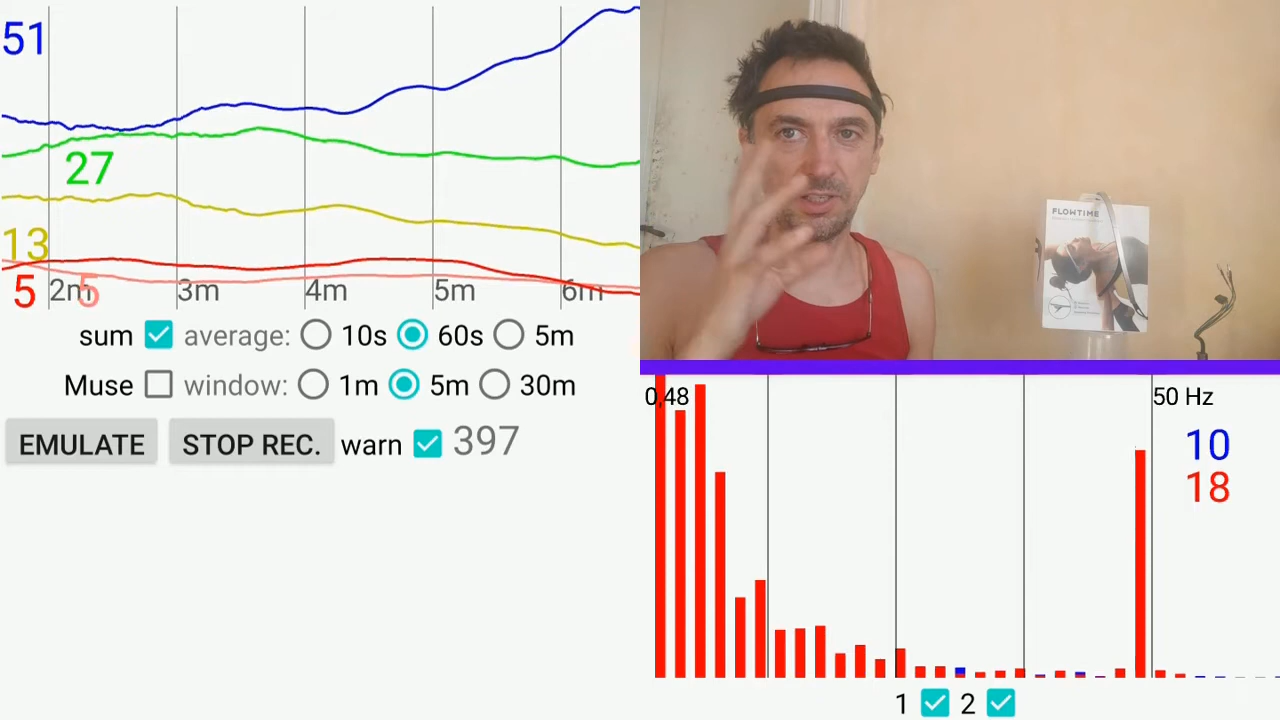 51
27
13
5
5
2m
3m
4m
5m
6m
sum average: 10s 60s 5m
Muse window: 1m 5m 30m
EMULATE STOP REC. warn 397
FLOWTIME
0,48
50 Hz
10
18
1 2